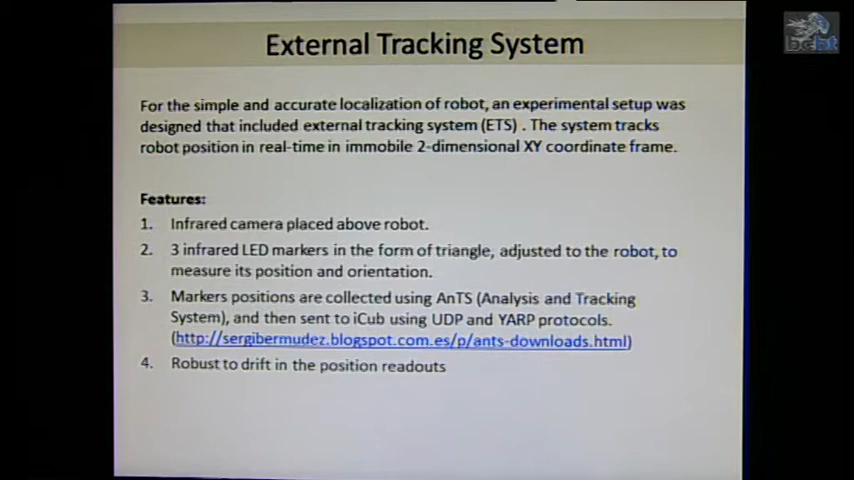 External Tracking System
bcbt
For the simple and accurate localization of robot, an experimental setup was
designed that included external tracking system (ETS) . The system tracks
robot position in real-time in immobile 2-dimensional XY coordinate frame.
Features:
1. Infrared camera placed above robot.
2. 3 infrared LED markers in the form of triangle, adjusted to the robot, to
measure its position and orientation.
3. Markers positions are collected using AnTS (Analysis and Tracking
System), and then sent to iCub using UDP and YARP protocols.
(http://sergibermudez.blogspot.com.es/p/ants-downloads.html)
4. Robust to drift in the position readouts